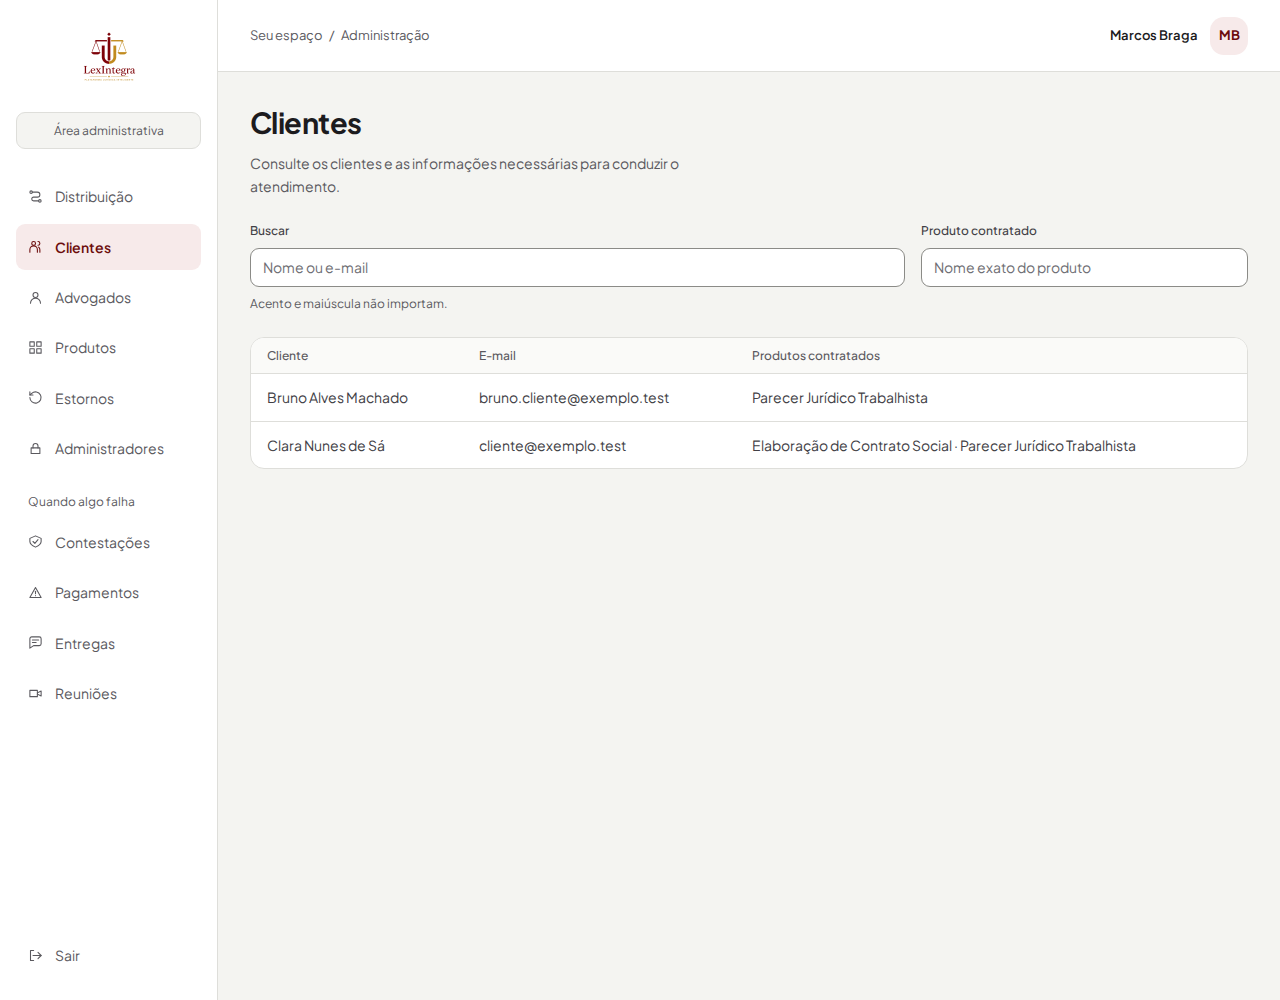 LexIntegra
Área administrativa
Distribuição
Clientes
Advogados
Produtos
Estornos
Administradores
Quando algo falha
Contestações
Pagamentos
Entregas
Reuniões
Sair
Seu espaço / Administração
Marcos Braga MB
Clientes
Consulte os clientes e as informações necessárias para conduzir o
atendimento.
Buscar Produto contratado
Nome ou e-mail Nome exato do produto
Acento e maiúscula não importam.
Cliente E-mail Produtos contratados
Bruno Alves Machado bruno.cliente@exemplo.test Parecer Jurídico Trabalhista
Clara Nunes de Sá cliente@exemplo.test Elaboração de Contrato Social · Parecer Jurídico Trabalhista